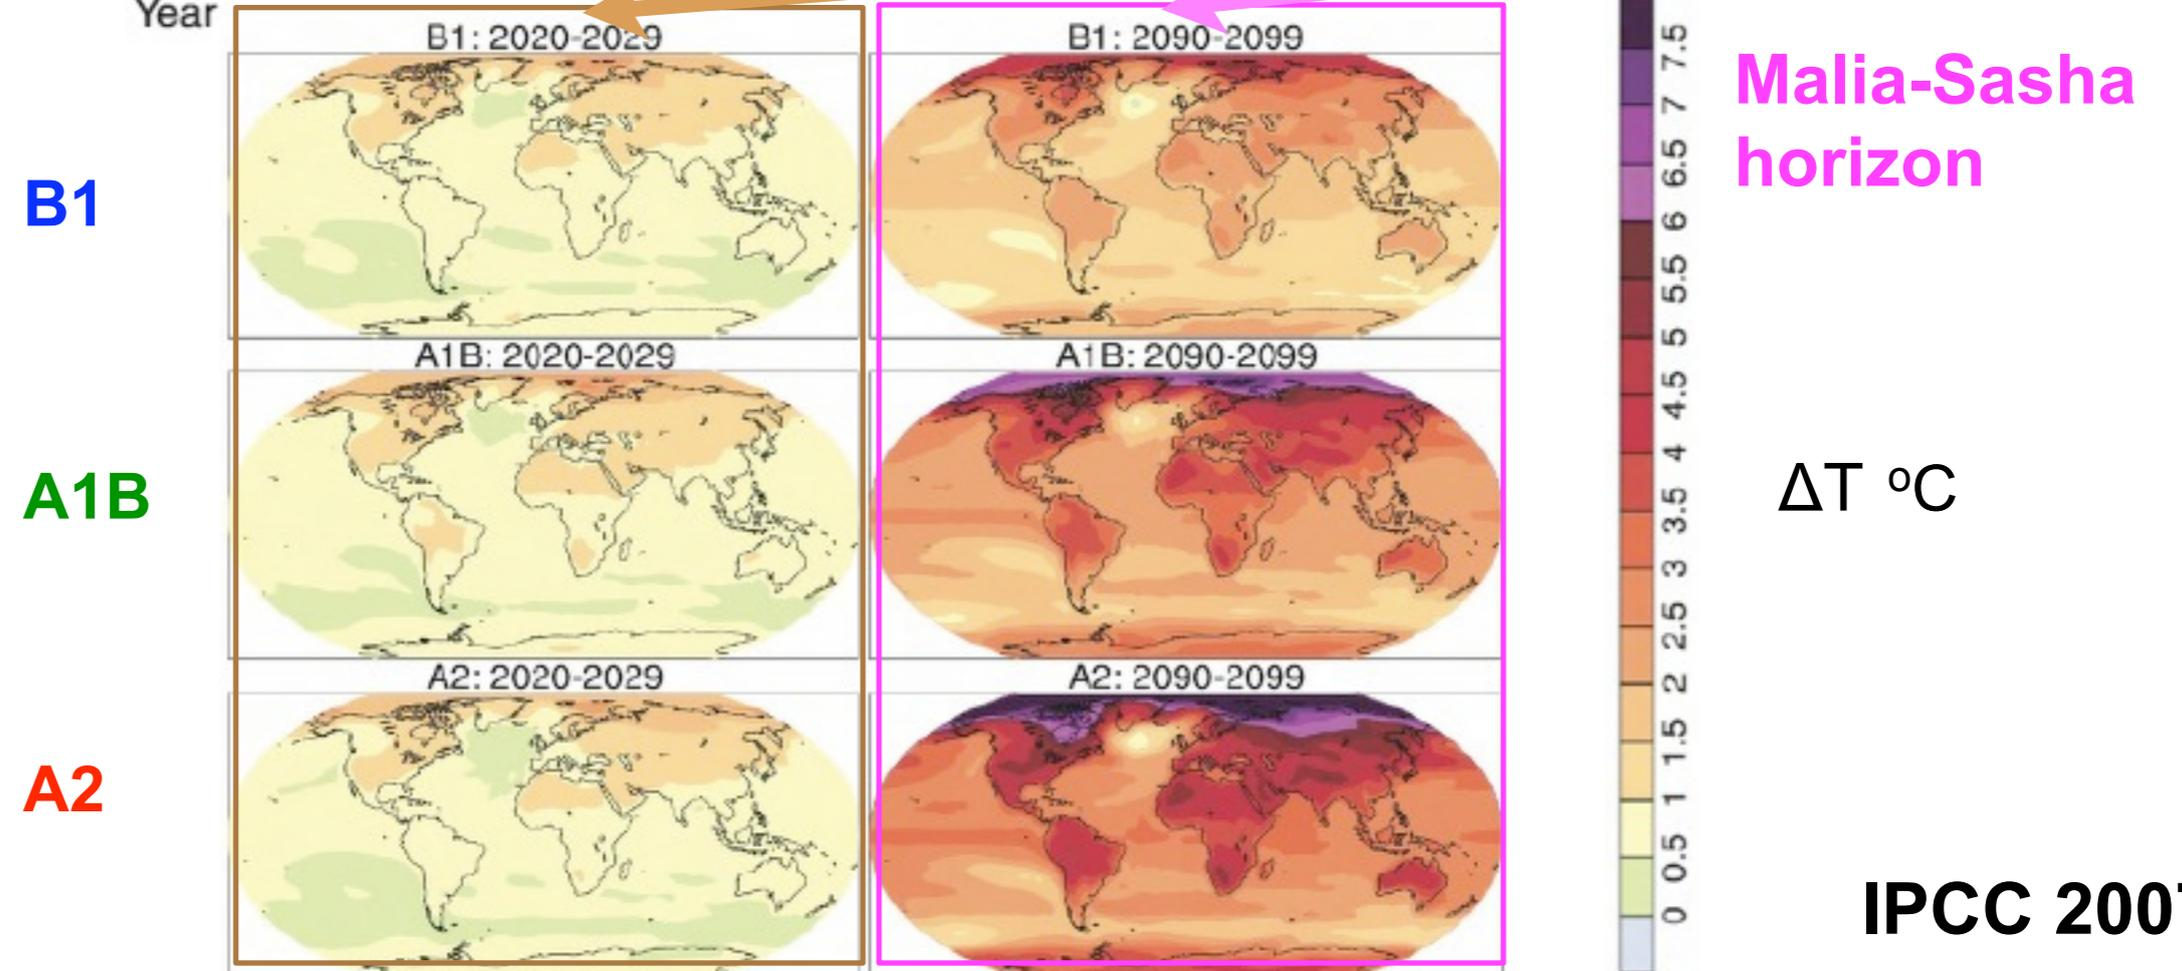 Year
B1: 2020-2029
B1: 2090-2099
Malia-Sasha
horizon
B1
A1B: 2020-2029
A1B: 2090-2099
A1B
ΔT ºC
A2: 2020-2029
A2: 2090-2099
A2
7.5
7
6.5
6
5.5
5
4.5
4
3.5
3
2.5
2
1.5
1
0.5
0
IPCC 2007